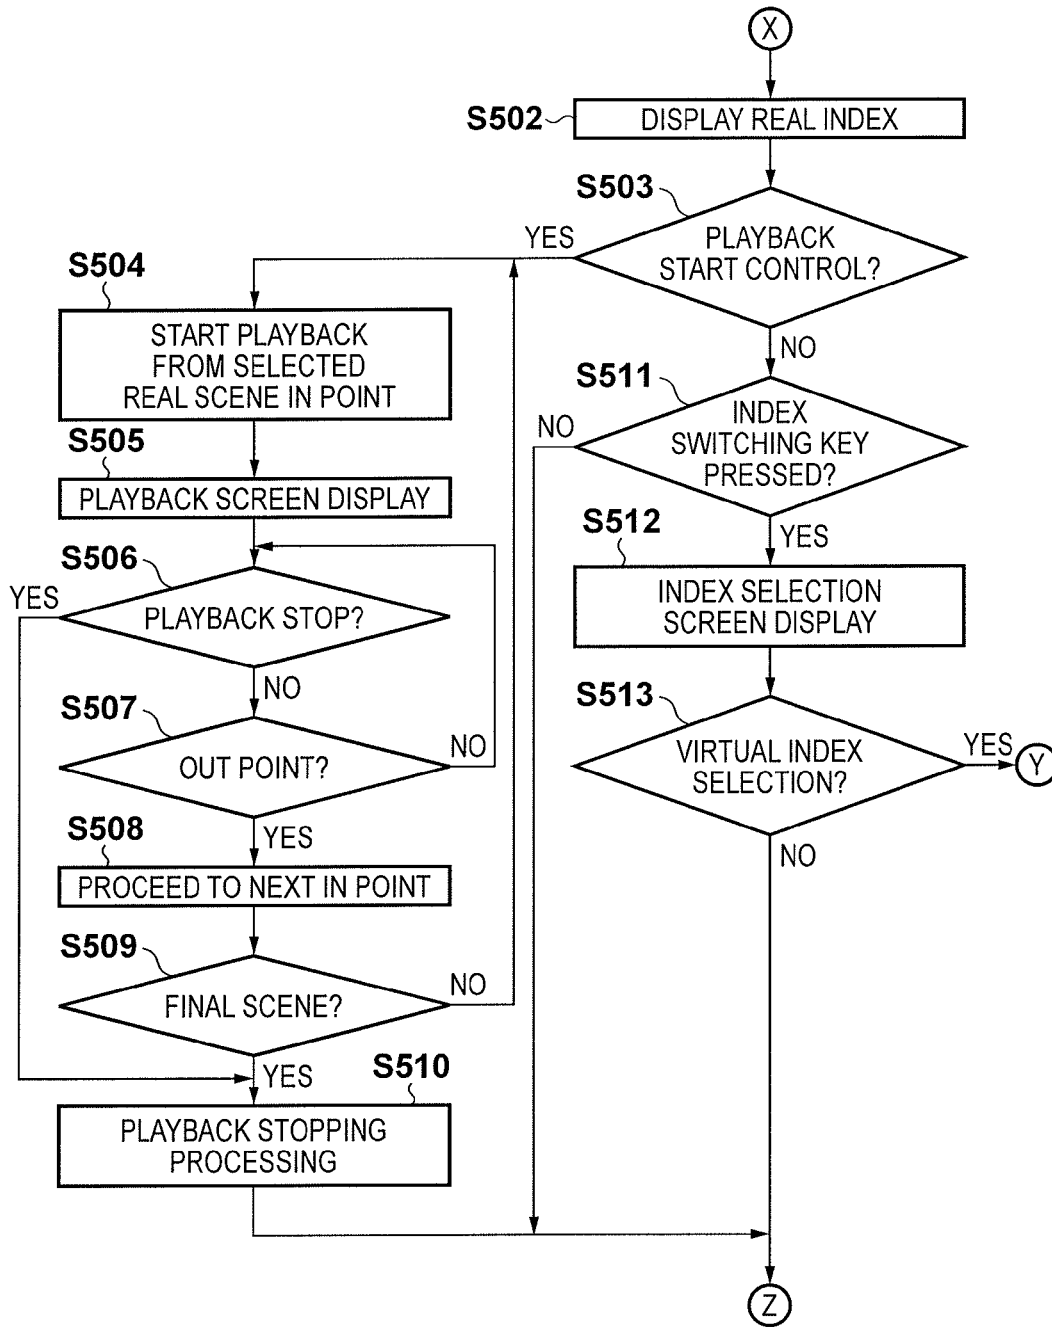 X
S502
DISPLAY REAL INDEX
S503
PLAYBACK
START CONTROL?
YES
NO
S504
START PLAYBACK
FROM SELECTED
REAL SCENE IN POINT
S505
PLAYBACK SCREEN DISPLAY
S506
PLAYBACK STOP?
YES
NO
S507
OUT POINT?
NO
YES
S508
PROCEED TO NEXT IN POINT
S509
FINAL SCENE?
NO
YES
S510
PLAYBACK STOPPING
PROCESSING
S511
INDEX
SWITCHING KEY
PRESSED?
NO
YES
S512
INDEX SELECTION
SCREEN DISPLAY
S513
VIRTUAL INDEX
SELECTION?
YES
Y
NO
Z